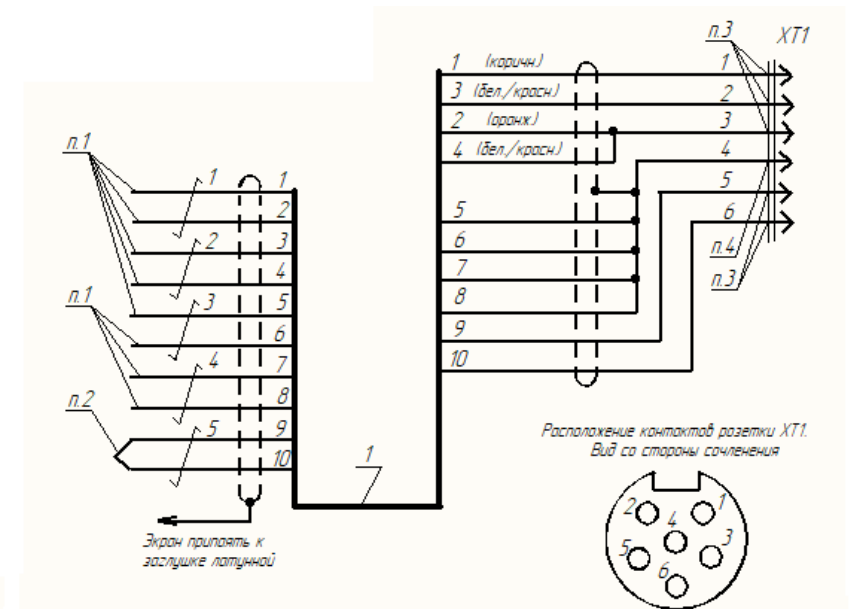 п.3
ХТ1
1 (коричн.) 1
3 (бел./красн.) 2
2 (оранж.) 3
4 (бел./красн.) 4
5
5 6
6
7
8
9
10
п.4
п.3
п.1
1 1
2
2 3
4
3 5
6
п.1
4 7
8
п.2
5 9
10
1
Экран припаять к
заглушке латунной
Расположение контактов розетки ХТ1.
Вид со стороны сочленения
2 1
4
5 3
6